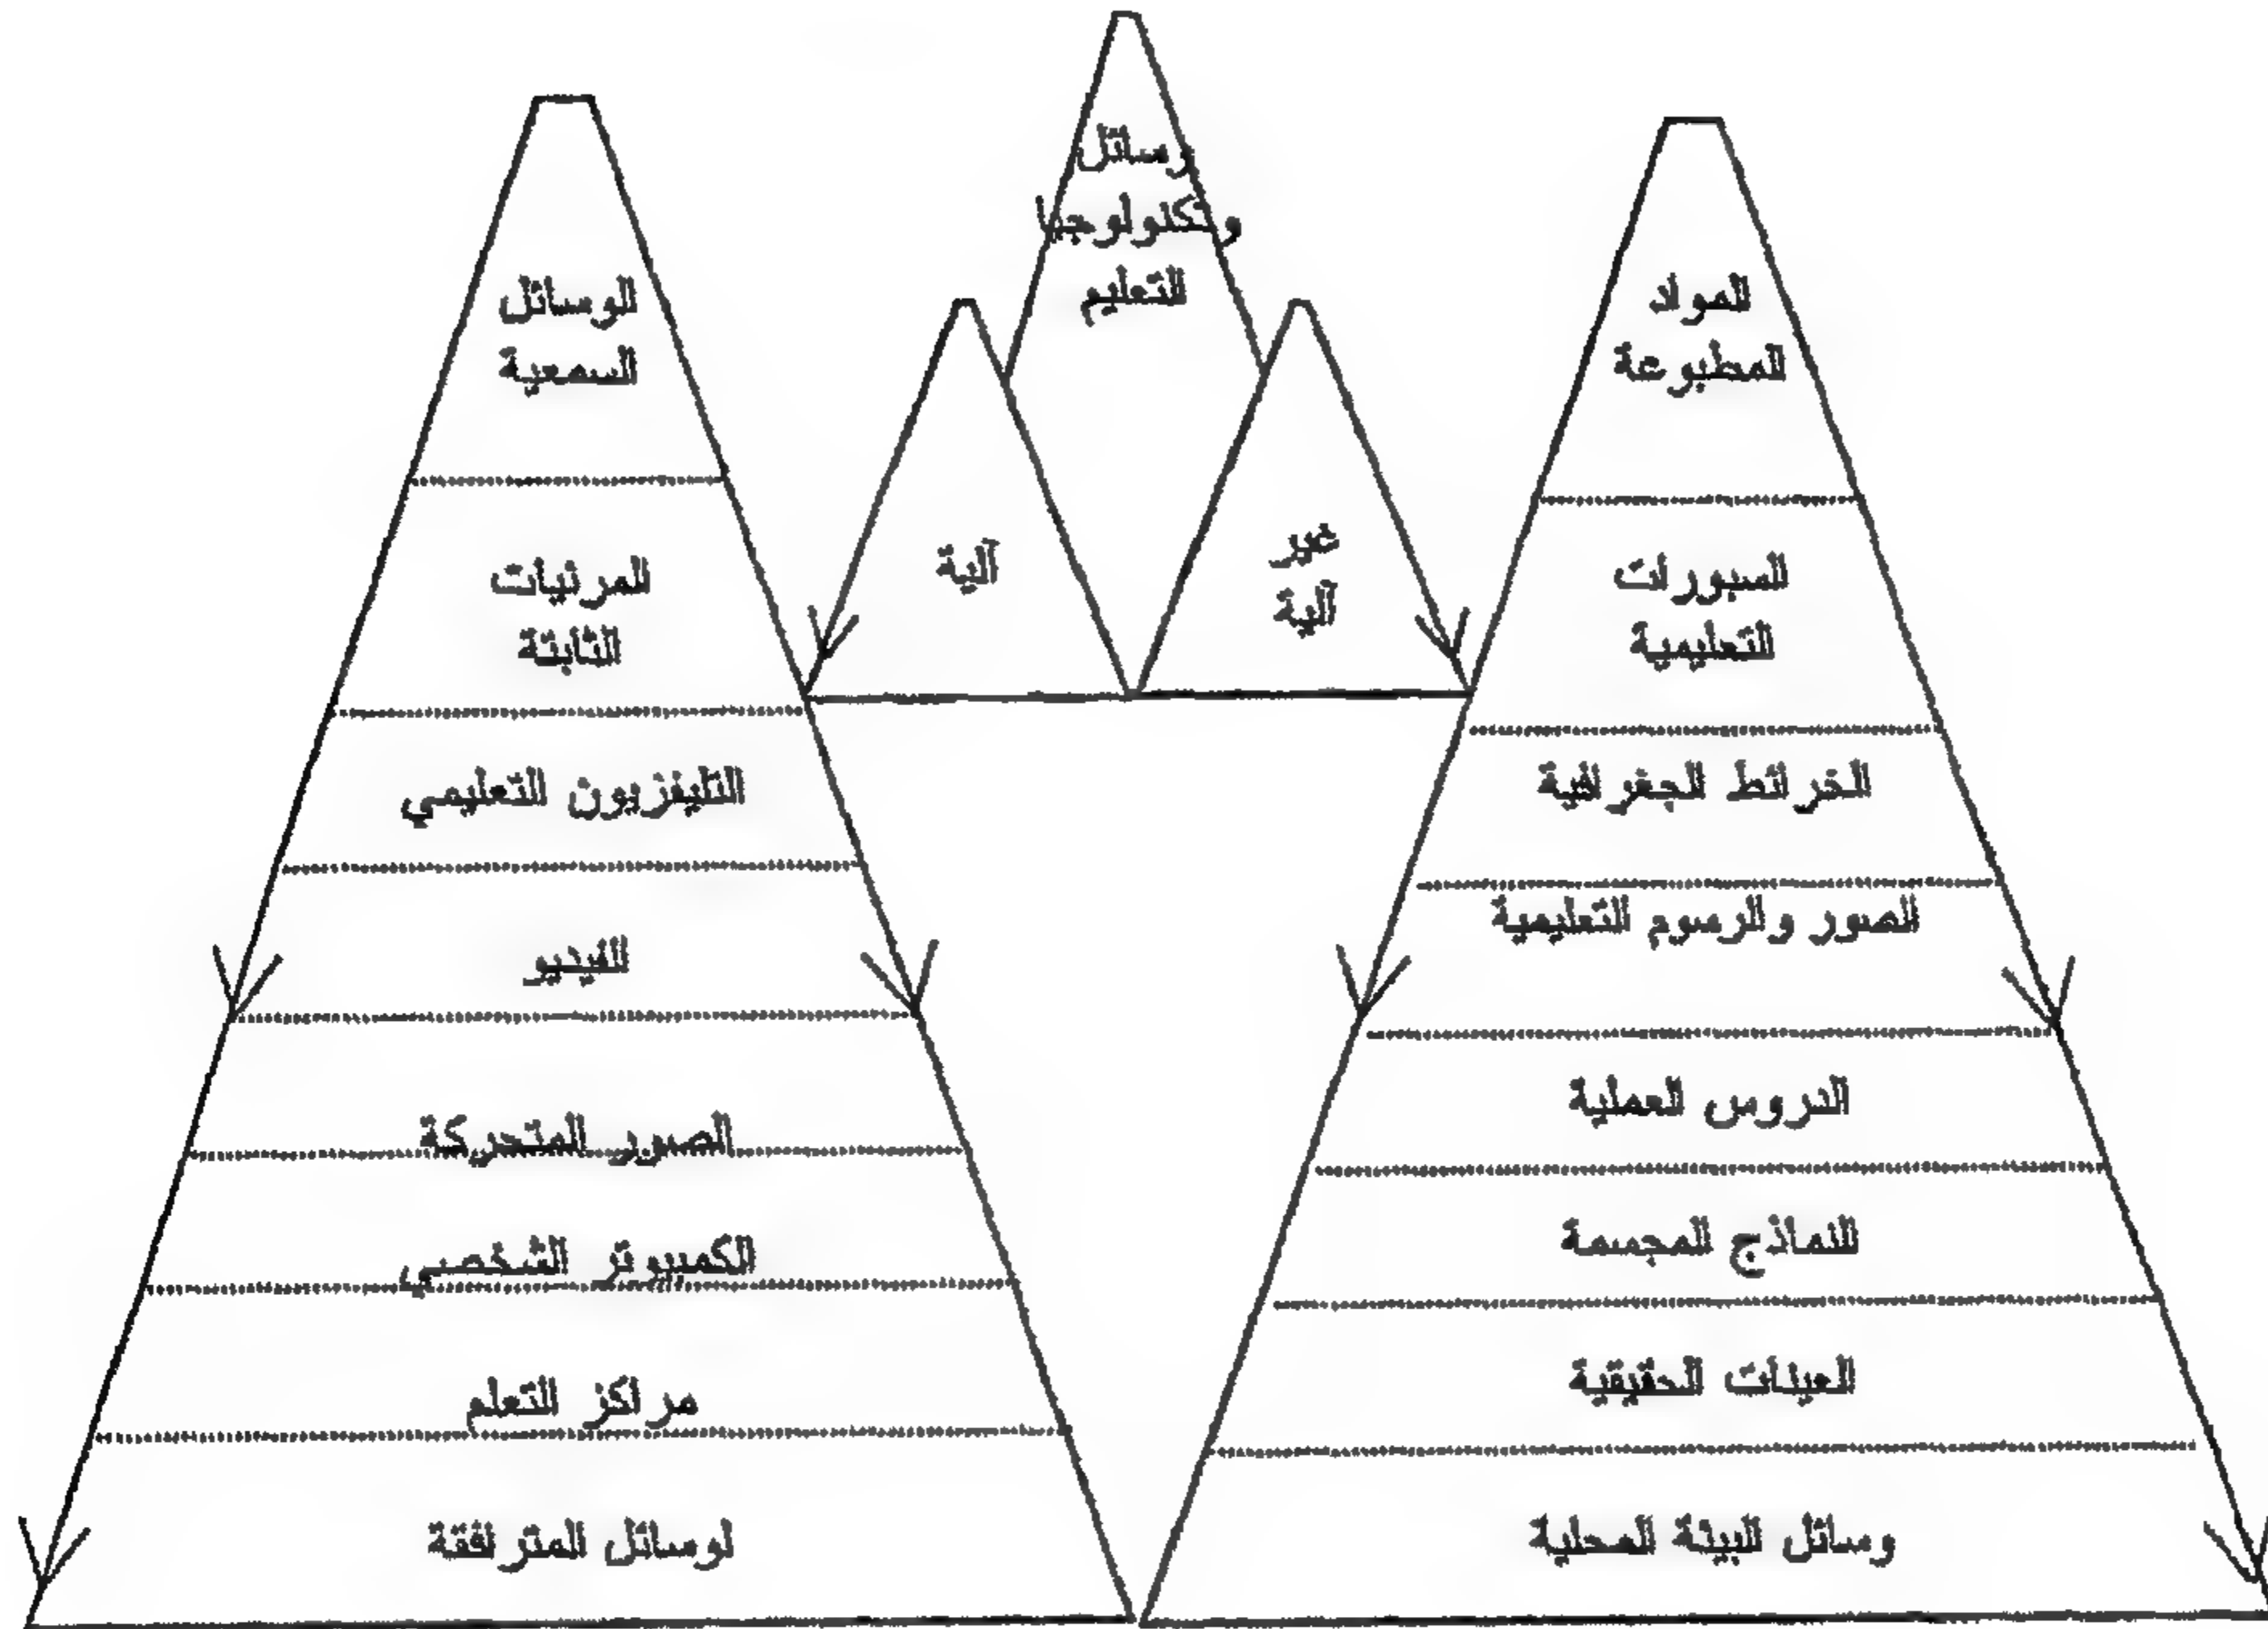 وسائل
وتكنولوجيا
التعليم
غير
آلية
آلية
المواد
المطبوعة
السبورات
التعليمية
الخرائط الجغرافية
الصور والرسوم التعليمية
الدروس العملية
النماذج المجسمة
العينات الحقيقية
وسائل البيئة المحلية
الوسائل
السمعية
المرئيات
الثابتة
التليفزيون التعليمي
الفيديو
الصور المتحركة
الكمبيوتر الشخصي
مراكز التعلم
لوسائل المترافقة